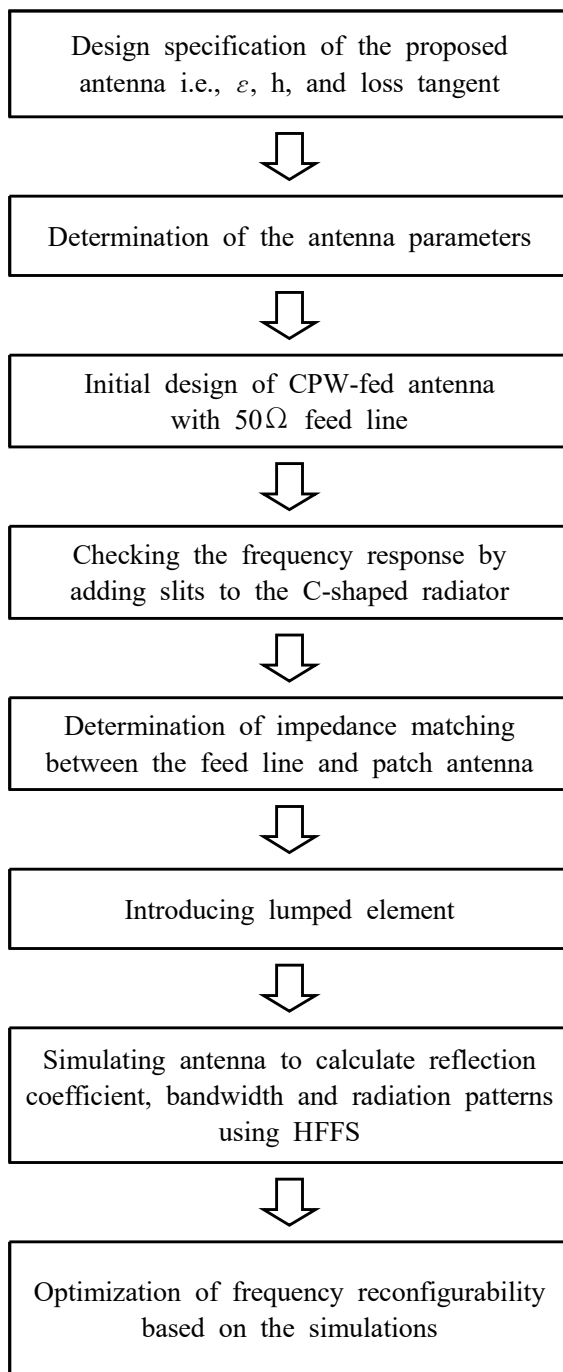 Design specification of the proposed
antenna i.e., ε, h, and loss tangent
Determination of the antenna parameters
Initial design of CPW-fed antenna
with 50Ω feed line
Checking the frequency response by
adding slits to the C-shaped radiator
Determination of impedance matching
between the feed line and patch antenna
Introducing lumped element
Simulating antenna to calculate reflection
coefficient, bandwidth and radiation patterns
using HFFS
Optimization of frequency reconfigurability
based on the simulations